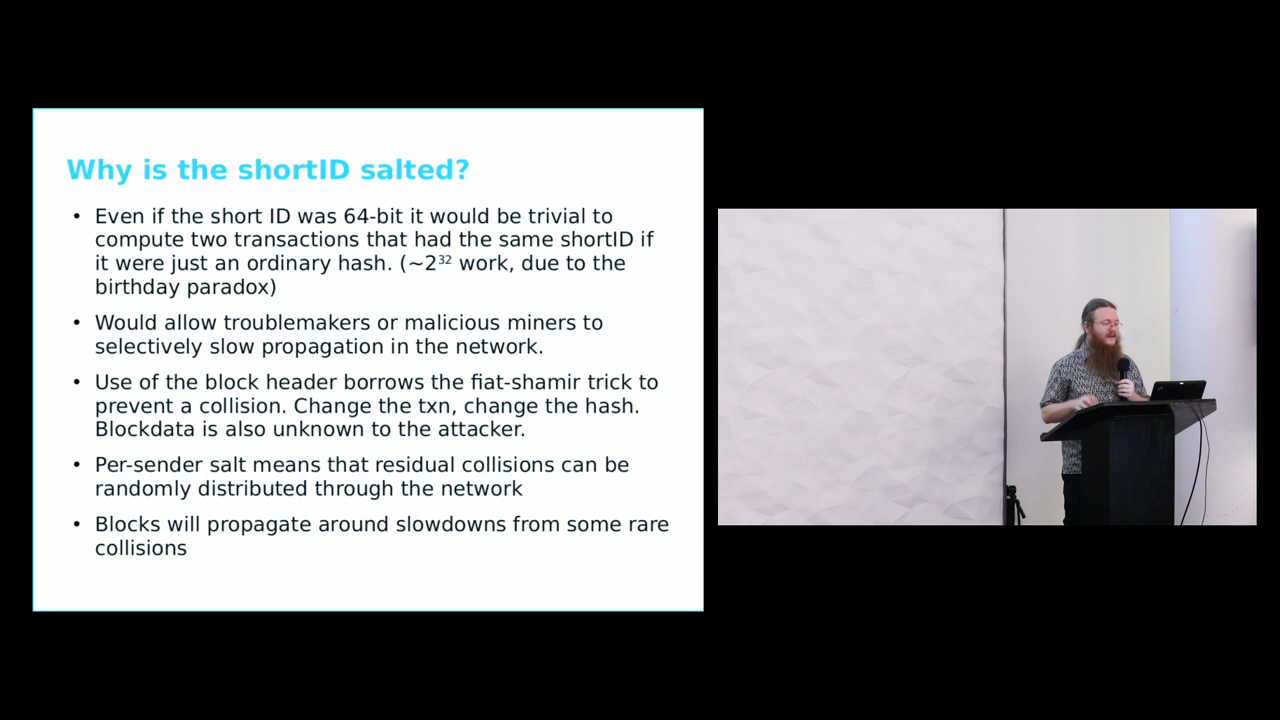 Why is the shortID salted?
• Even if the short ID was 64-bit it would be trivial to
compute two transactions that had the same shortID if
it were just an ordinary hash. (~2³² work, due to the
birthday paradox)
• Would allow troublemakers or malicious miners to
selectively slow propagation in the network.
• Use of the block header borrows the fiat-shamir trick to
prevent a collision. Change the txn, change the hash.
Blockdata is also unknown to the attacker.
• Per-sender salt means that residual collisions can be
randomly distributed through the network
• Blocks will propagate around slowdowns from some rare
collisions